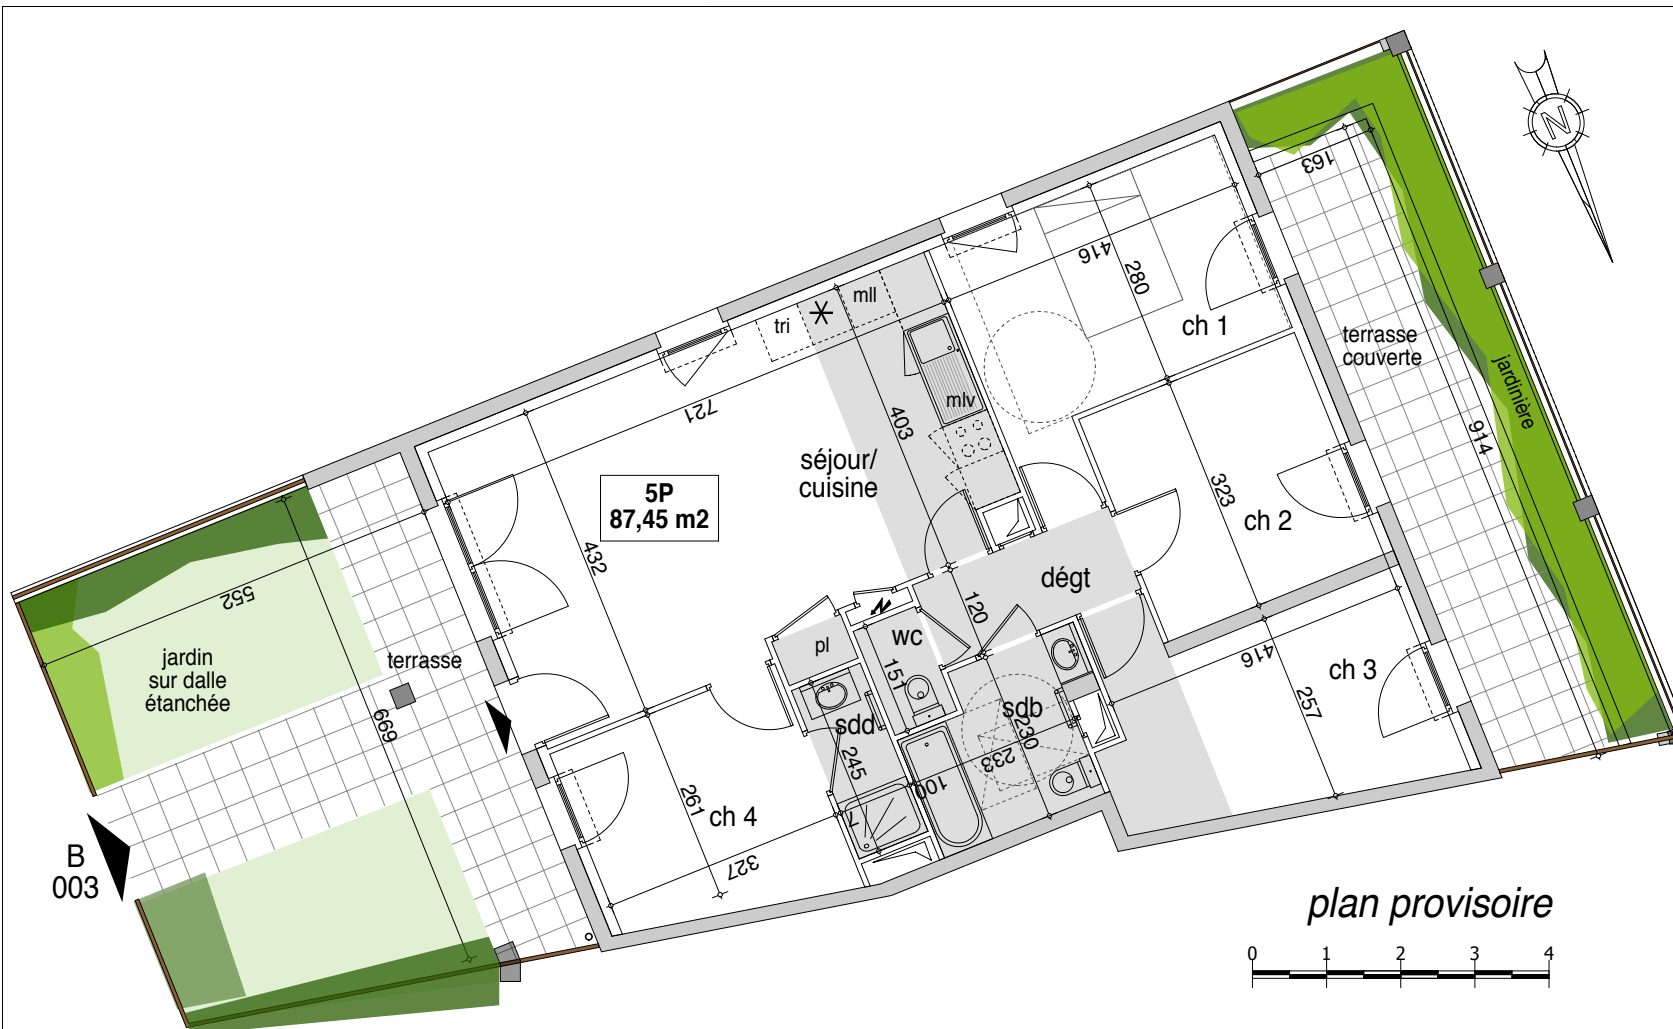 N
163
416
280
ch 1
terrasse
couverte
jardinière
914
tri
mll
mlv
721
403
séjour/
cuisine
5P
87,45 m2
432
323
ch 2
552
dégt
120
wc
151
pl
jardin
sur dalle
étanchée
terrasse
669
416
ch 3
257
sdd
245
sdb
230
233
100
261
ch 4
327
B
003
plan provisoire
0 1 2 3 4